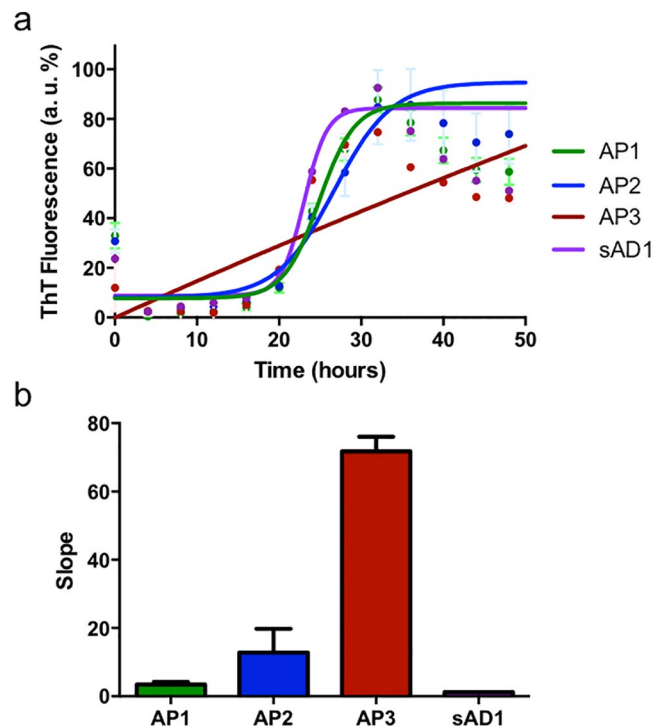 a
ThT Fluorescence (a. u. %)
100
80
60
40
20
0
0 10 20 30 40 50
Time (hours)
AP1
AP2
AP3
sAD1
b
Slope
80
60
40
20
0
AP1 AP2 AP3 sAD1